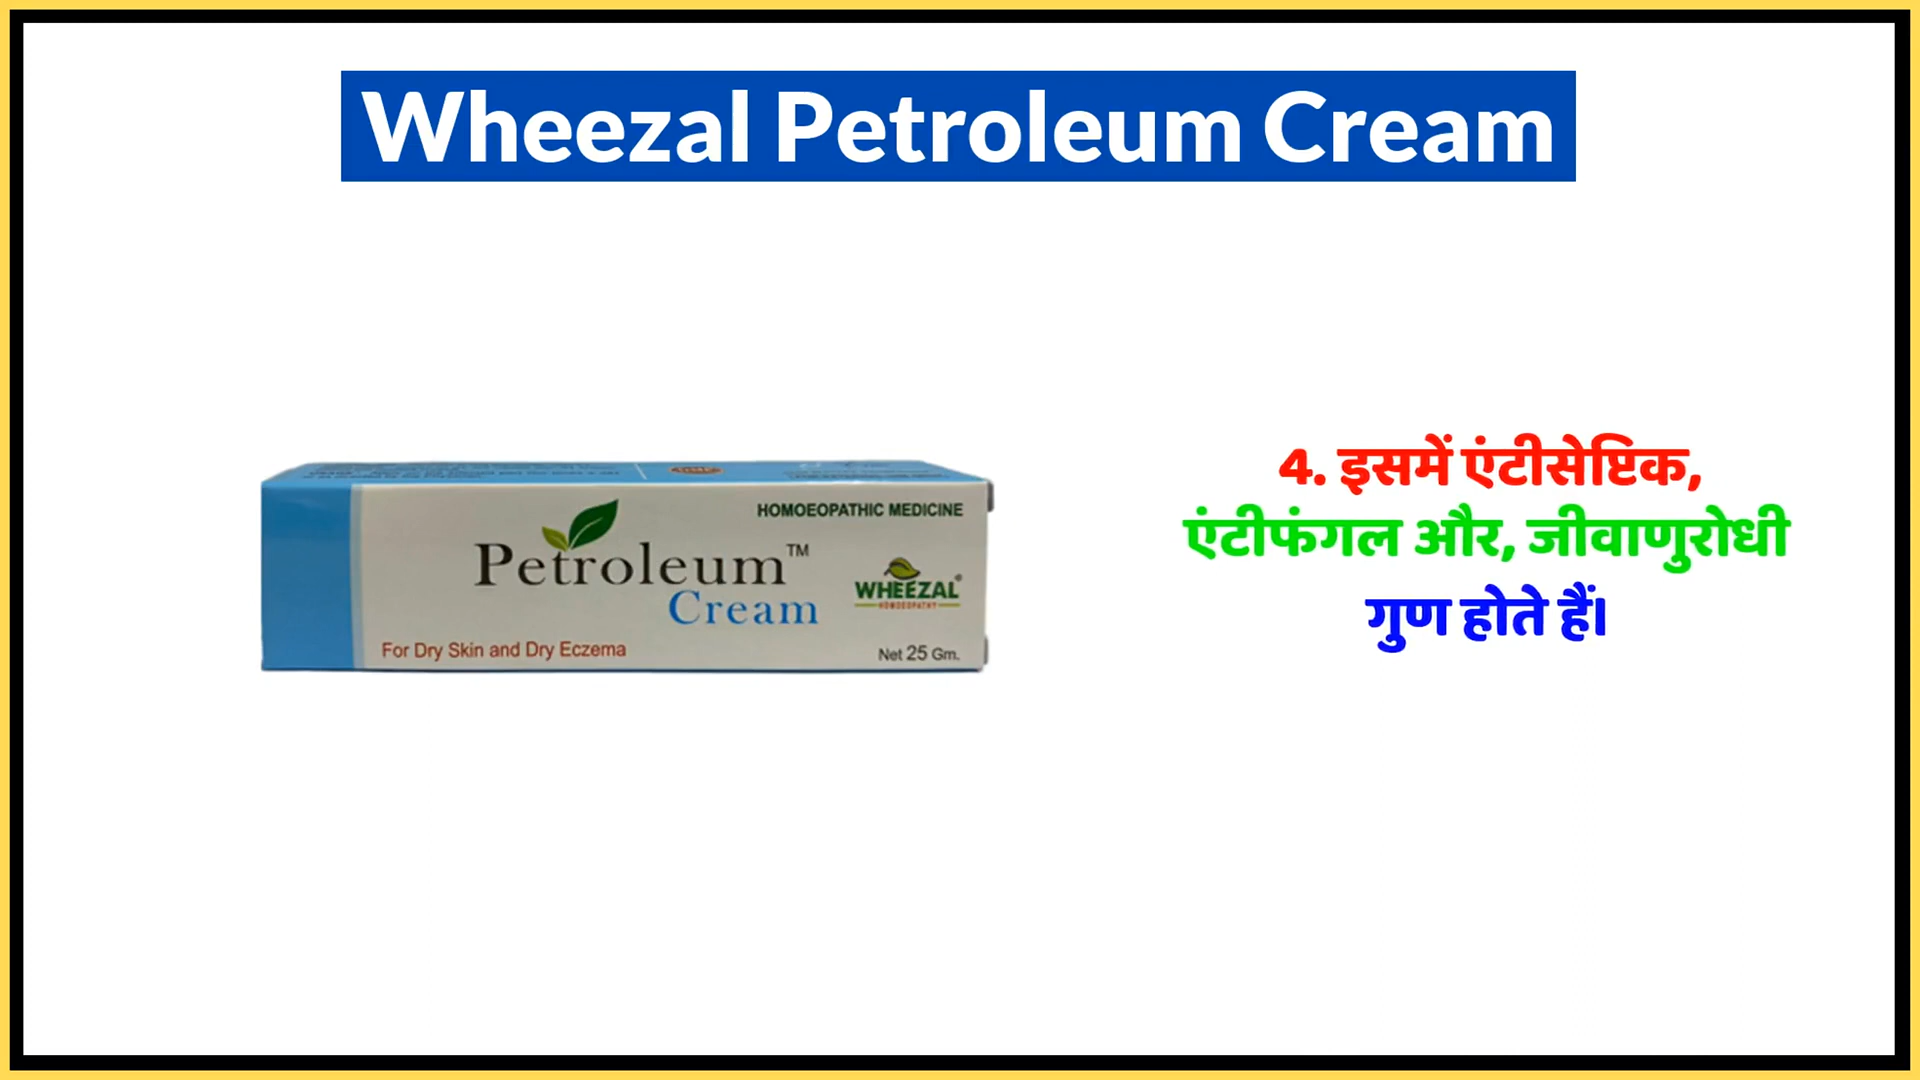 Wheezal Petroleum Cream
HOMOEOPATHIC MEDICINE
Petroleum™
Cream
WHEEZAL®
HOMOEOPATHY
For Dry Skin and Dry Eczema
Net 25 Gm.
4. इसमें एंटीसेप्टिक,
एंटीफंगल और, जीवाणुरोधी
गुण होते हैं।